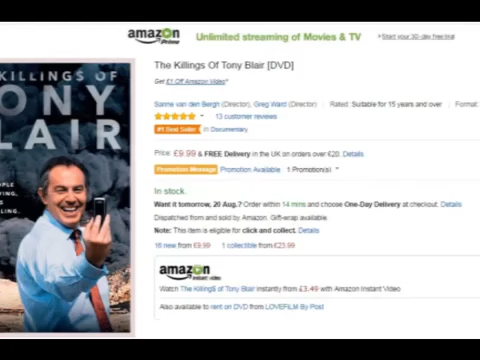 amazon Prime
Unlimited streaming of Movies & TV
Start your 30-day free trial
The Killings Of Tony Blair [DVD]
Get £1 Off Amazon Video*
Sanne van den Bergh (Director), Greg Ward (Director) Rated: Suitable for 15 years and over Format:
13 customer reviews
#1 Best Seller in Documentary
Price: £9.99 & FREE Delivery in the UK on orders over £20. Details
Promotion Message Promotion Available 1 Promotion(s)
In stock.
Want it tomorrow, 20 Aug.? Order within 14 mins and choose One-Day Delivery at checkout. Details
Dispatched from and sold by Amazon. Gift-wrap available.
Note: This item is eligible for click and collect. Details
16 new from £9.99 1 collectible from £23.99
amazon instant video
Watch The Killing$ of Tony Blair instantly from £3.49 with Amazon Instant Video
Also available to rent on DVD from LOVEFiLM By Post
KILLING$ OF
ONY
LAIR
OPLE
LLING.